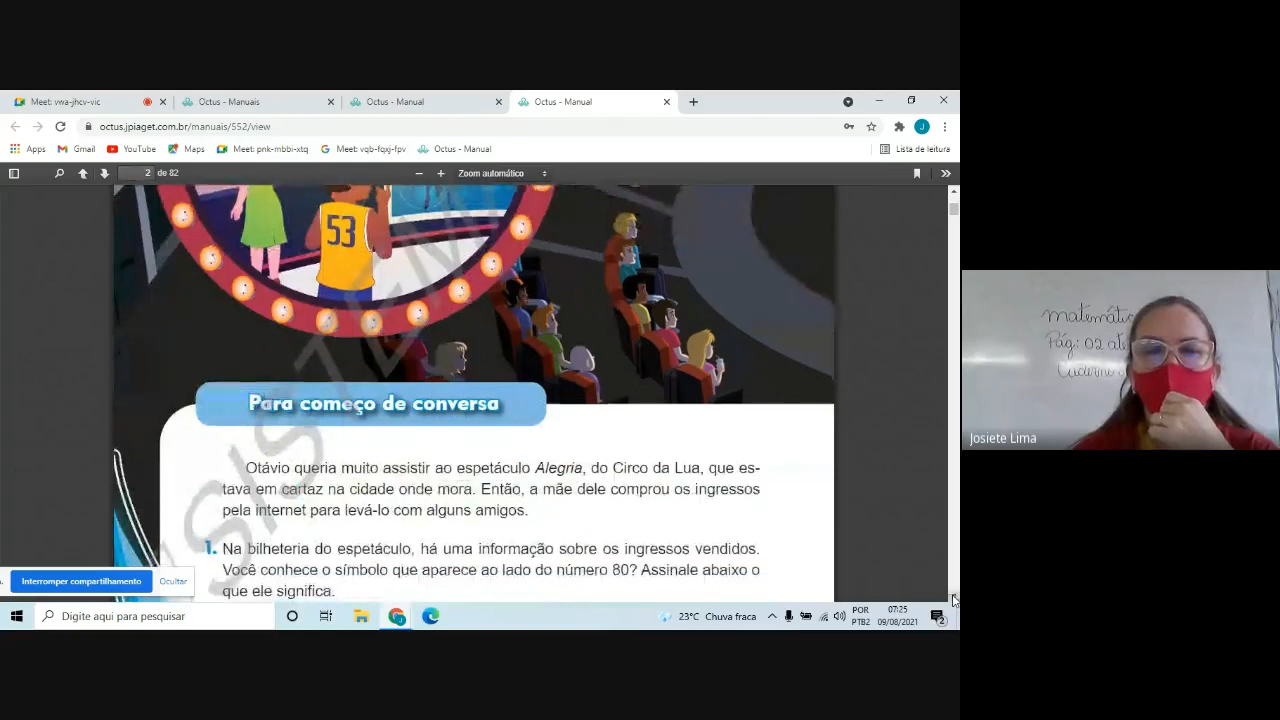 Meet: vwa-jhcv-vic
Octus - Manuais
Octus - Manual
Octus - Manual
octus.jpiaget.com.br/manuais/552/view
Apps
Gmail
YouTube
Maps
Meet: pnk-mbbi-xtq
Meet: vqb-fqxj-fpv
Octus - Manual
Lista de leitura
2 de 82
Zoom automático
53
SISTEM
Para começo de conversa
Otávio queria muito assistir ao espetáculo Alegria, do Circo da Lua, que es-
tava em cartaz na cidade onde mora. Então, a mãe dele comprou os ingressos
pela internet para levá-lo com alguns amigos.
1. Na bilheteria do espetáculo, há uma informação sobre os ingressos vendidos.
Você conhece o símbolo que aparece ao lado do número 80? Assinale abaixo o
que ele significa.
Interromper compartilhamento
Ocultar
Digite aqui para pesquisar
23°C Chuva fraca
POR
PTB2
07:25
09/08/2021
2
matemátic
Pág: 02 até
Caderno
Josiete Lima